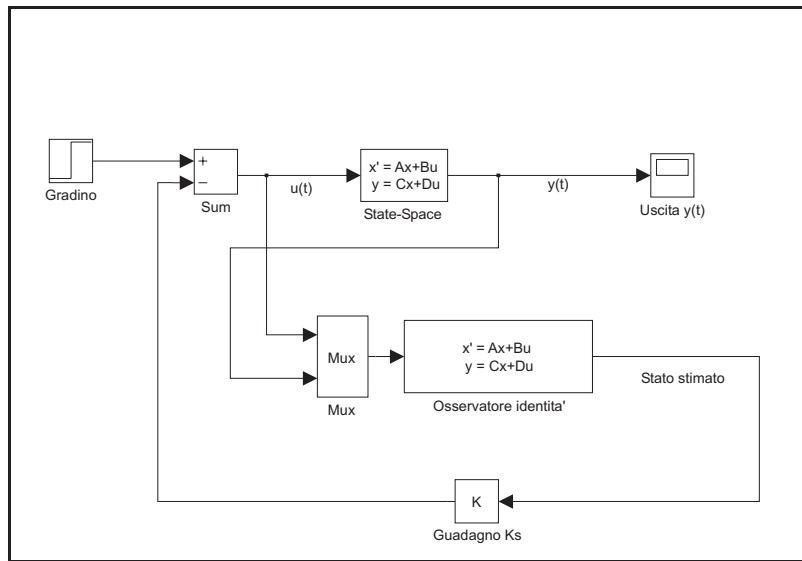 Gradino
+
−
Sum
u(t)
x' = Ax+Bu
y = Cx+Du
State-Space
y(t)
Uscita y(t)
Mux
Mux
x' = Ax+Bu
y = Cx+Du
Osservatore identita'
Stato stimato
K
Guadagno Ks